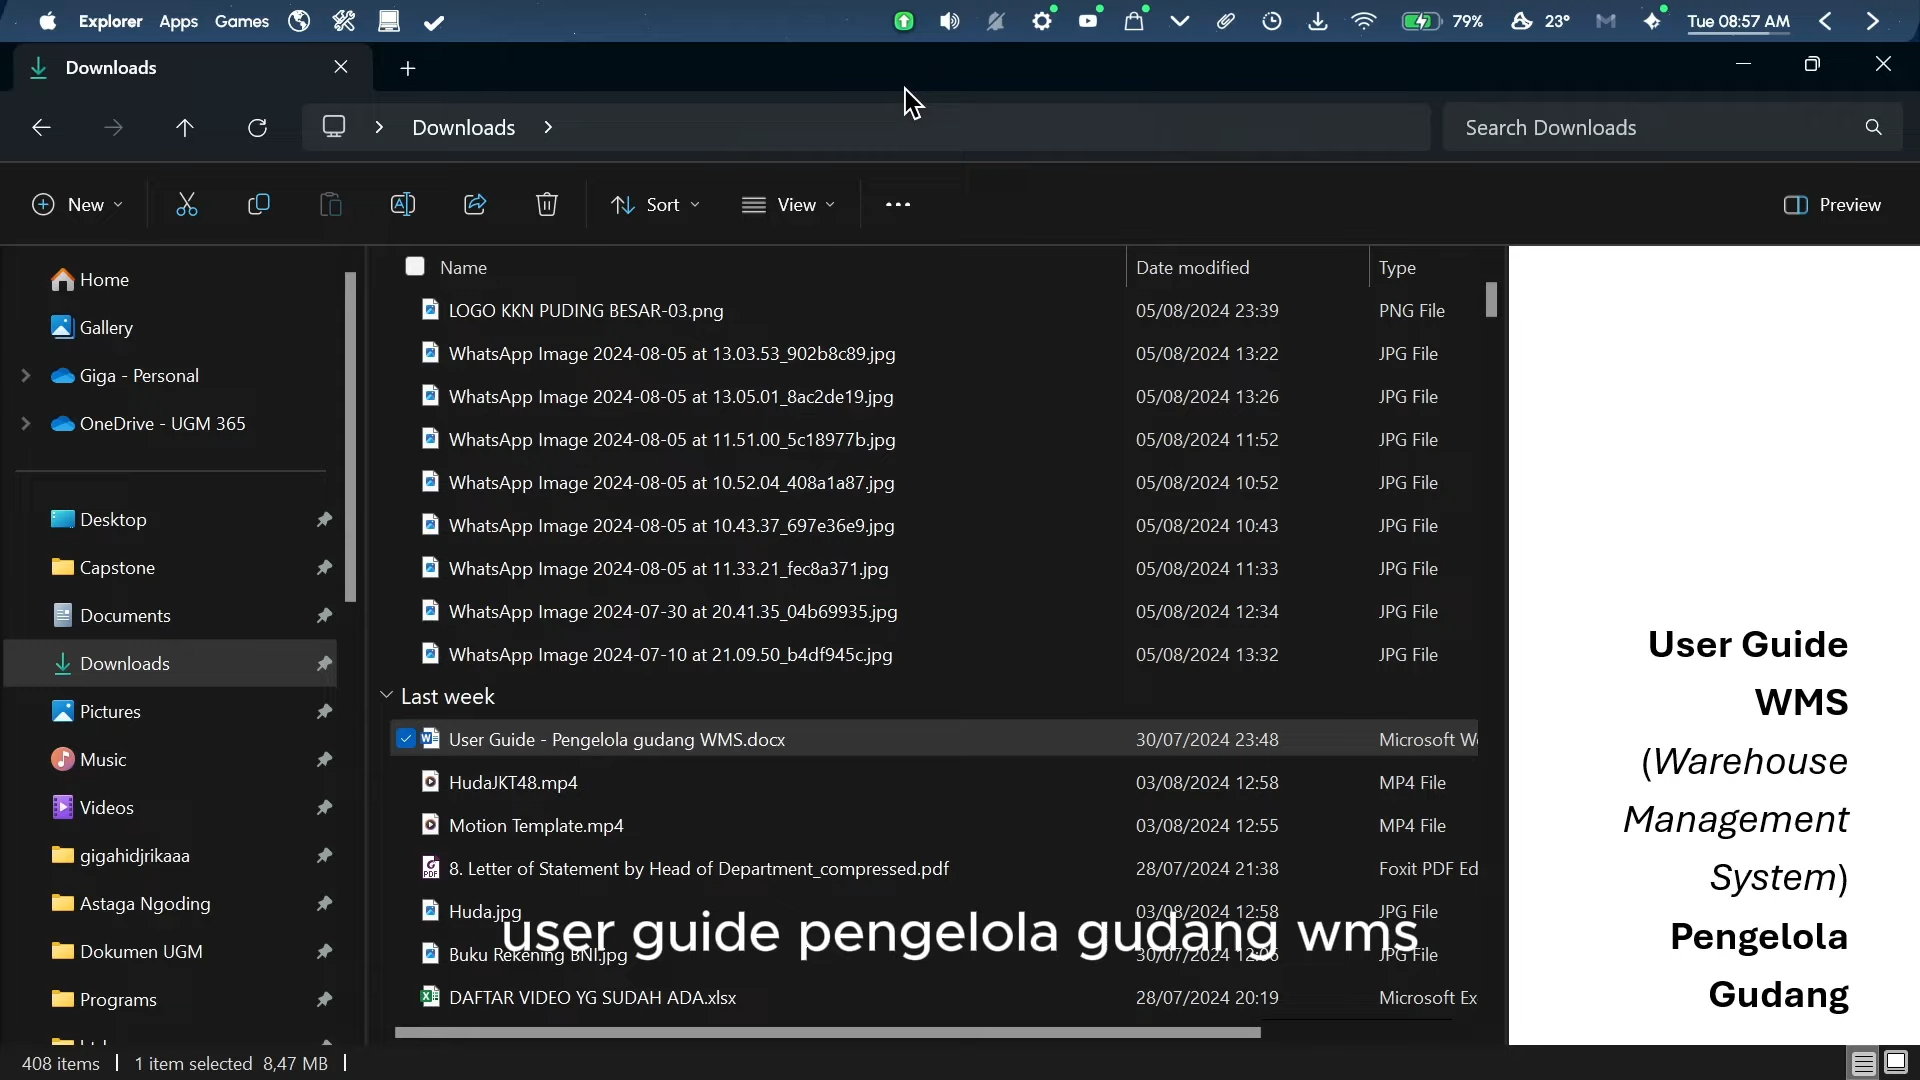 Explorer Apps Games 79% 23° Tue 08:57 AM
Downloads
Downloads Search Downloads
New Sort View Preview
Home
Gallery
Giga - Personal
OneDrive - UGM 365
Desktop
Capstone
Documents
Downloads
Pictures
Music
Videos
gigahidjrikaaa
Astaga Ngoding
Dokumen UGM
Programs
Name Date modified Type
LOGO KKN PUDING BESAR-03.png 05/08/2024 23:39 PNG File
WhatsApp Image 2024-08-05 at 13.03.53_902b8c89.jpg 05/08/2024 13:22 JPG File
WhatsApp Image 2024-08-05 at 13.05.01_8ac2de19.jpg 05/08/2024 13:26 JPG File
WhatsApp Image 2024-08-05 at 11.51.00_5c18977b.jpg 05/08/2024 11:52 JPG File
WhatsApp Image 2024-08-05 at 10.52.04_408a1a87.jpg 05/08/2024 10:52 JPG File
WhatsApp Image 2024-08-05 at 10.43.37_697e36e9.jpg 05/08/2024 10:43 JPG File
WhatsApp Image 2024-08-05 at 11.33.21_fec8a371.jpg 05/08/2024 11:33 JPG File
WhatsApp Image 2024-07-30 at 20.41.35_04b69935.jpg 05/08/2024 12:34 JPG File
WhatsApp Image 2024-07-10 at 21.09.50_b4df945c.jpg 05/08/2024 13:32 JPG File
Last week
User Guide - Pengelola gudang WMS.docx 30/07/2024 23:48 Microsoft
HudaJKT48.mp4 03/08/2024 12:58 MP4 File
Motion Template.mp4 03/08/2024 12:55 MP4 File
8. Letter of Statement by Head of Department_compressed.pdf 28/07/2024 21:38 Foxit PDF Ed
Huda.jpg 03/08/2024 12:58 JPG File
user guide pengelola gudang wms
Buku Rekening BNI.jpg 30/07/2024 12:06 JPG File
DAFTAR VIDEO YG SUDAH ADA.xlsx 28/07/2024 20:19 Microsoft Ex
User Guide
WMS
(Warehouse
Management
System)
Pengelola
Gudang
408 items 1 item selected 8,47 MB